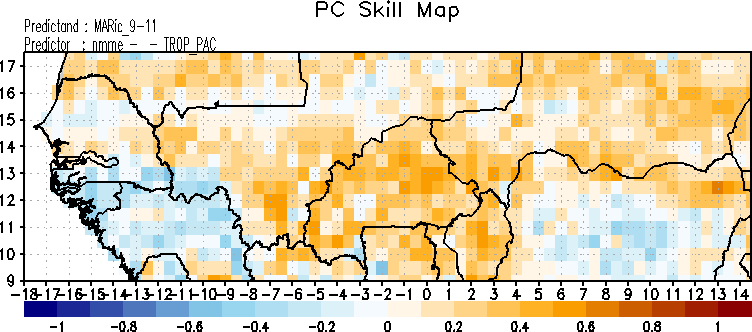 PC Skill Map
Predictand : MARic_9-11
Predictor : nmme - - TROP_PAC
17
16
15
14
13
12
11
10
9
-18 -17 -16 -15 -14 -13 -12 -11 -10 -9 -8 -7 -6 -5 -4 -3 -2 -1 0 1 2 3 4 5 6 7 8 9 10 11 12 13 14
-1 -0.8 -0.6 -0.4 -0.2 0 0.2 0.4 0.6 0.8 1